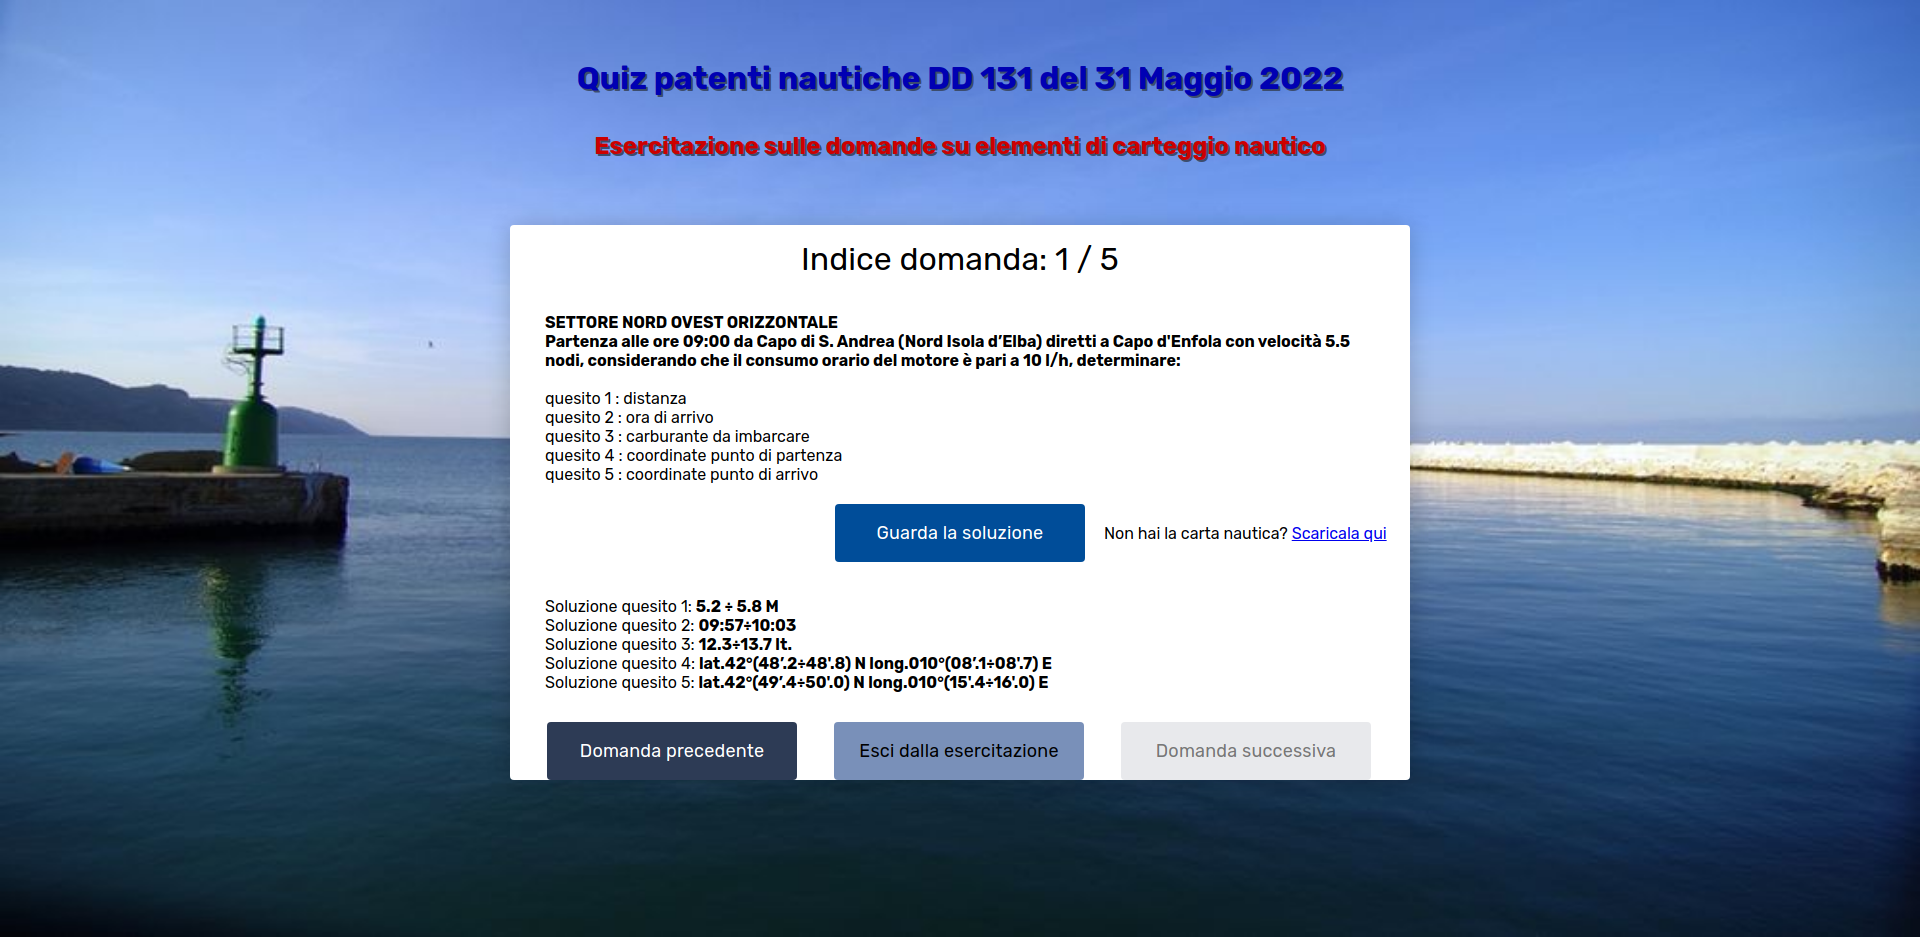 Quiz patenti nautiche DD 131 del 31 Maggio 2022
Esercitazione sulle domande su elementi di carteggio nautico
Indice domanda: 1 / 5
SETTORE NORD OVEST ORIZZONTALE
Partenza alle ore 09:00 da Capo di S. Andrea (Nord Isola d’Elba) diretti a Capo d'Enfola con velocità 5.5
nodi, considerando che il consumo orario del motore è pari a 10 l/h, determinare:
quesito 1 : distanza
quesito 2 : ora di arrivo
quesito 3 : carburante da imbarcare
quesito 4 : coordinate punto di partenza
quesito 5 : coordinate punto di arrivo
Guarda la soluzione
Non hai la carta nautica? Scaricala qui
Soluzione quesito 1: 5.2 ÷ 5.8 M
Soluzione quesito 2: 09:57÷10:03
Soluzione quesito 3: 12.3÷13.7 lt.
Soluzione quesito 4: lat.42°(48’.2÷48'.8) N long.010°(08’.1÷08'.7) E
Soluzione quesito 5: lat.42°(49’.4÷50'.0) N long.010°(15'.4÷16'.0) E
Domanda precedente
Esci dalla esercitazione
Domanda successiva